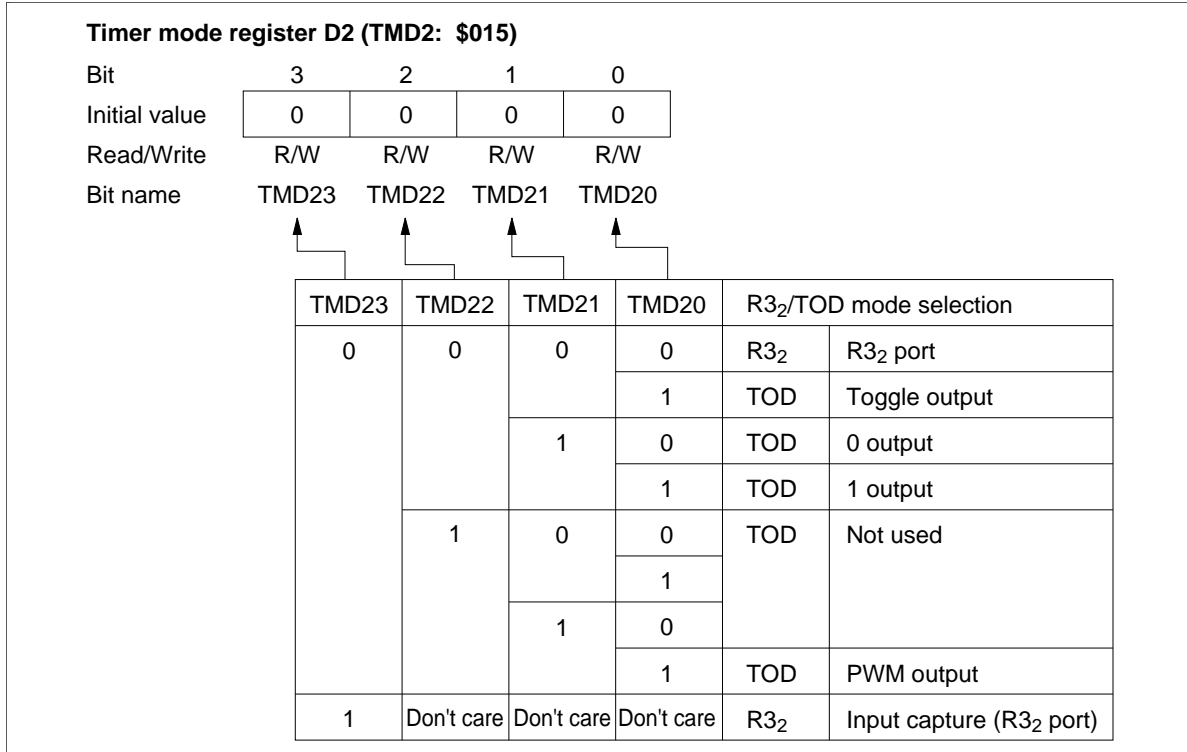 Timer mode register D2 (TMD2: $015)
Bit 3 2 1 0
Initial value 0 0 0 0
Read/Write R/W R/W R/W R/W
Bit name TMD23 TMD22 TMD21 TMD20
TMD23 TMD22 TMD21 TMD20 R3₂/TOD mode selection
0 0 0 0 R3₂ R3₂ port
1 TOD Toggle output
1 0 TOD 0 output
1 TOD 1 output
1 0 0 TOD Not used
1
1 0
1 TOD PWM output
1 Don't care Don't care Don't care R3₂ Input capture (R3₂ port)